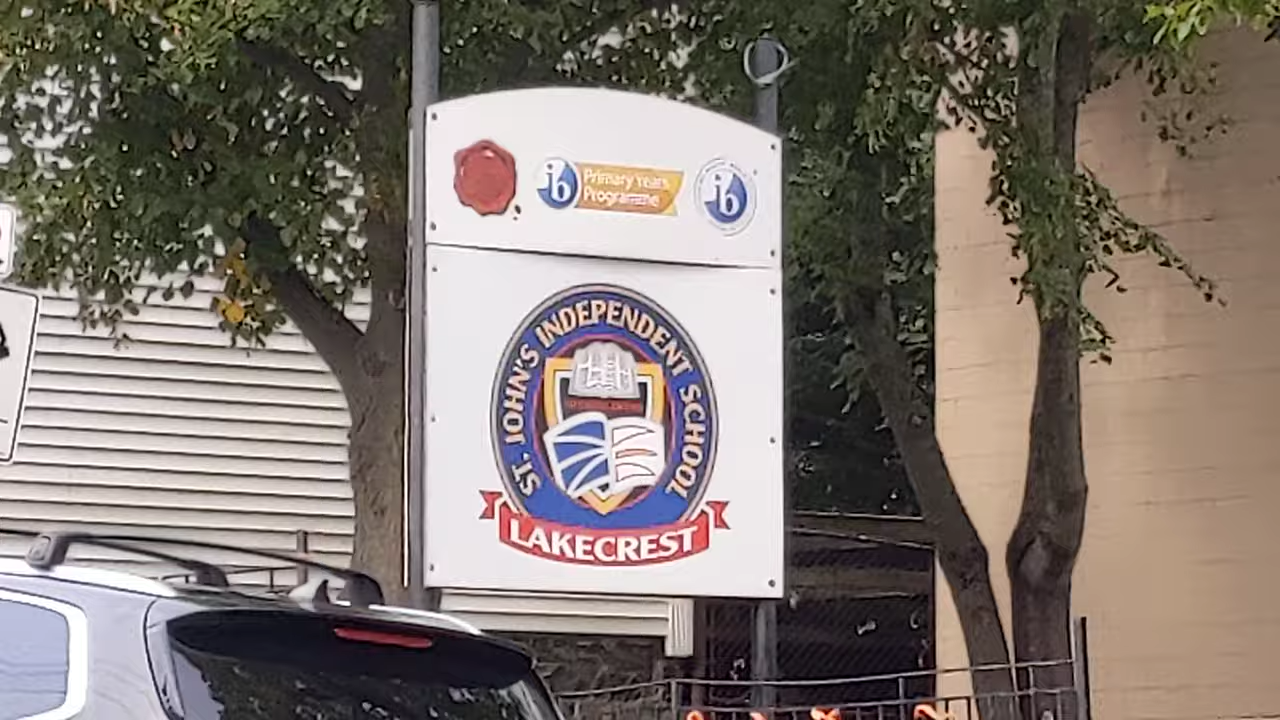 ib
Primary Years
Programme
ib
ST. JOHN'S INDEPENDENT SCHOOL
LAKECREST